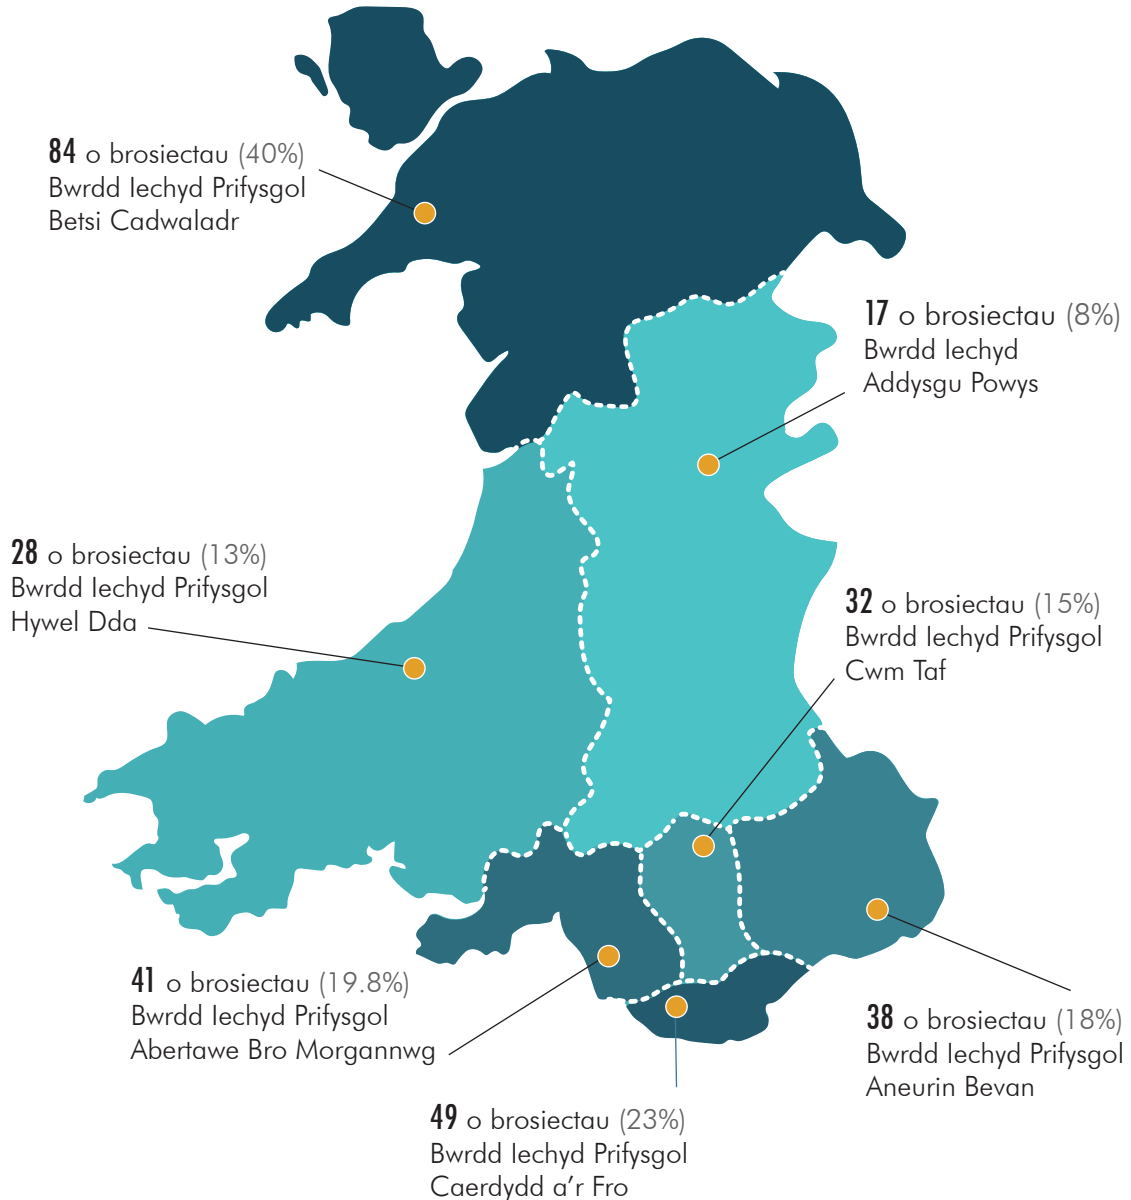 84 o brosiectau (40%)
Bwrdd Iechyd Prifysgol
Betsi Cadwaladr
17 o brosiectau (8%)
Bwrdd Iechyd
Addysgu Powys
28 o brosiectau (13%)
Bwrdd Iechyd Prifysgol
Hywel Dda
32 o brosiectau (15%)
Bwrdd Iechyd Prifysgol
Cwm Taf
41 o brosiectau (19.8%)
Bwrdd Iechyd Prifysgol
Abertawe Bro Morgannwg
38 o brosiectau (18%)
Bwrdd Iechyd Prifysgol
Aneurin Bevan
49 o brosiectau (23%)
Bwrdd Iechyd Prifysgol
Caerdydd a’r Fro